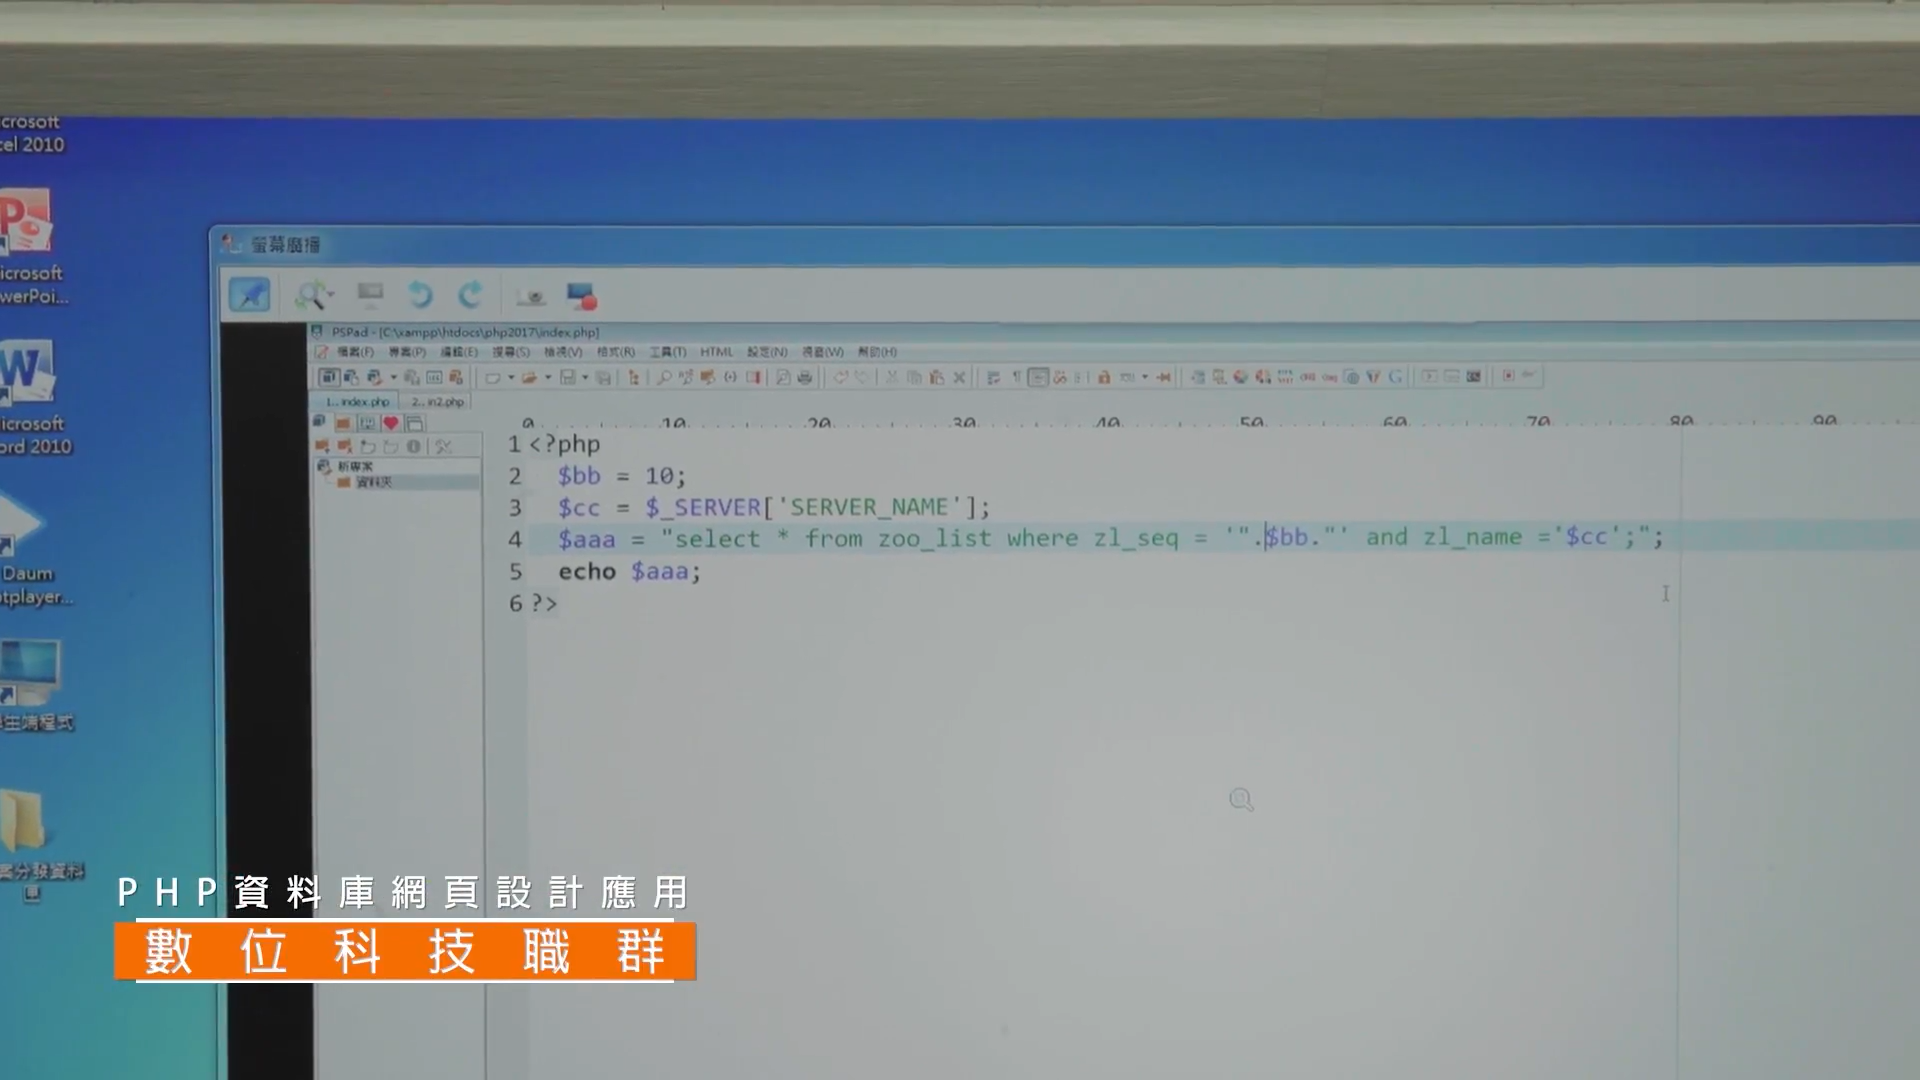 crosoft
cel 2010
icrosoft
werPoi...
icrosoft
ord 2010
Daum
tplayer...
生端程式
案分發資料
螢幕廣播
PSPad - [C:\xampp\htdocs\php2017\index.php]
檔案(F) 專案(P) 編輯(E) 搜尋(S) 檢視(V) 格式(R) 工具(T) HTML 設定(N) 視窗(W) 幫助(H)
1.. index.php 2.. in2.php
新專案
資料夾
0 10 20 30 40 50 60 70 80 90
1 <?php
2 $bb = 10;
3 $cc = $_SERVER['SERVER_NAME'];
4 $aaa = "select * from zoo_list where zl_seq = '".$bb."' and zl_name ='$cc';";
5 echo $aaa;
6 ?>
PHP資料庫網頁設計應用
數位科技職群